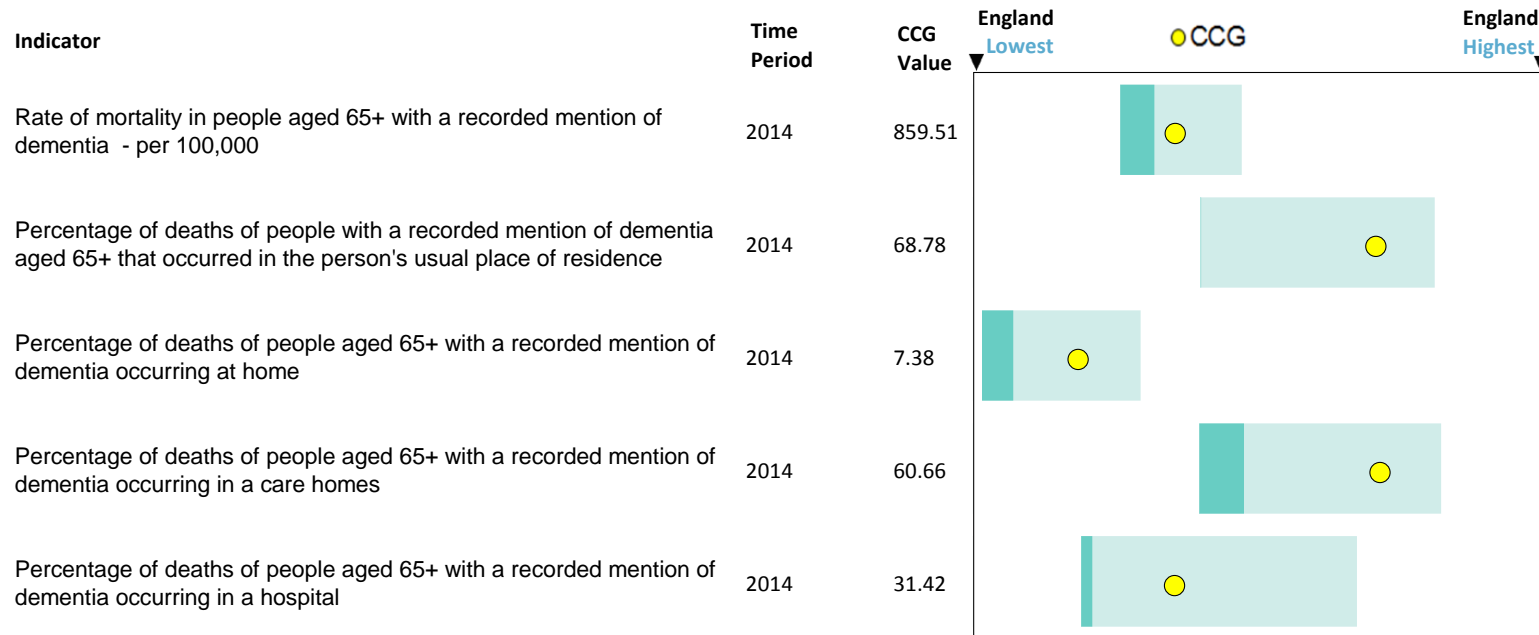 Indicator
Time Period
CCG Value
England Lowest
CCG
England Highest
Rate of mortality in people aged 65+ with a recorded mention of
dementia - per 100,000
2014
859.51
Percentage of deaths of people with a recorded mention of dementia
aged 65+ that occurred in the person's usual place of residence
2014
68.78
Percentage of deaths of people aged 65+ with a recorded mention of
dementia occurring at home
2014
7.38
Percentage of deaths of people aged 65+ with a recorded mention of
dementia occurring in a care homes
2014
60.66
Percentage of deaths of people aged 65+ with a recorded mention of
dementia occurring in a hospital
2014
31.42